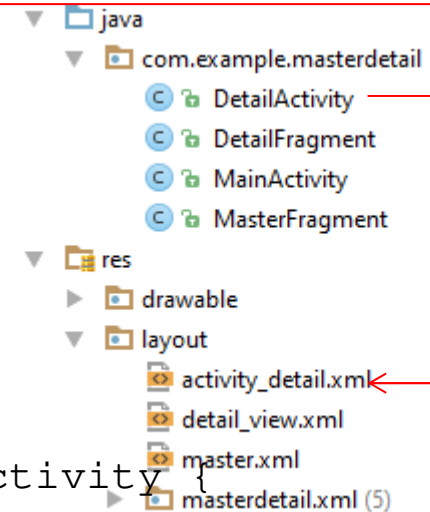 java
com.example.masterdetail
DetailActivity
DetailFragment
MainActivity
MasterFragment
res
drawable
layout
activity_detail.xml
detail_view.xml
master.xml
ctivity {
masterdetail.xml (5)